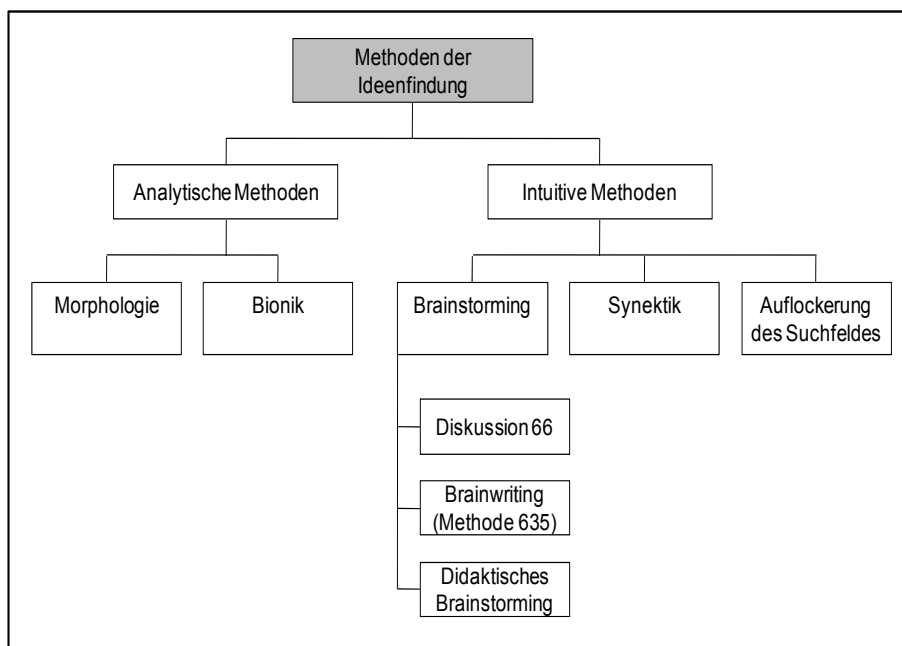 Methoden der
Ideenfindung
Analytische Methoden
Intuitive Methoden
Morphologie
Bionik
Brainstorming
Synektik
Auflockerung
des Suchfeldes
Diskussion 66
Brainwriting
(Methode 635)
Didaktisches
Brainstorming